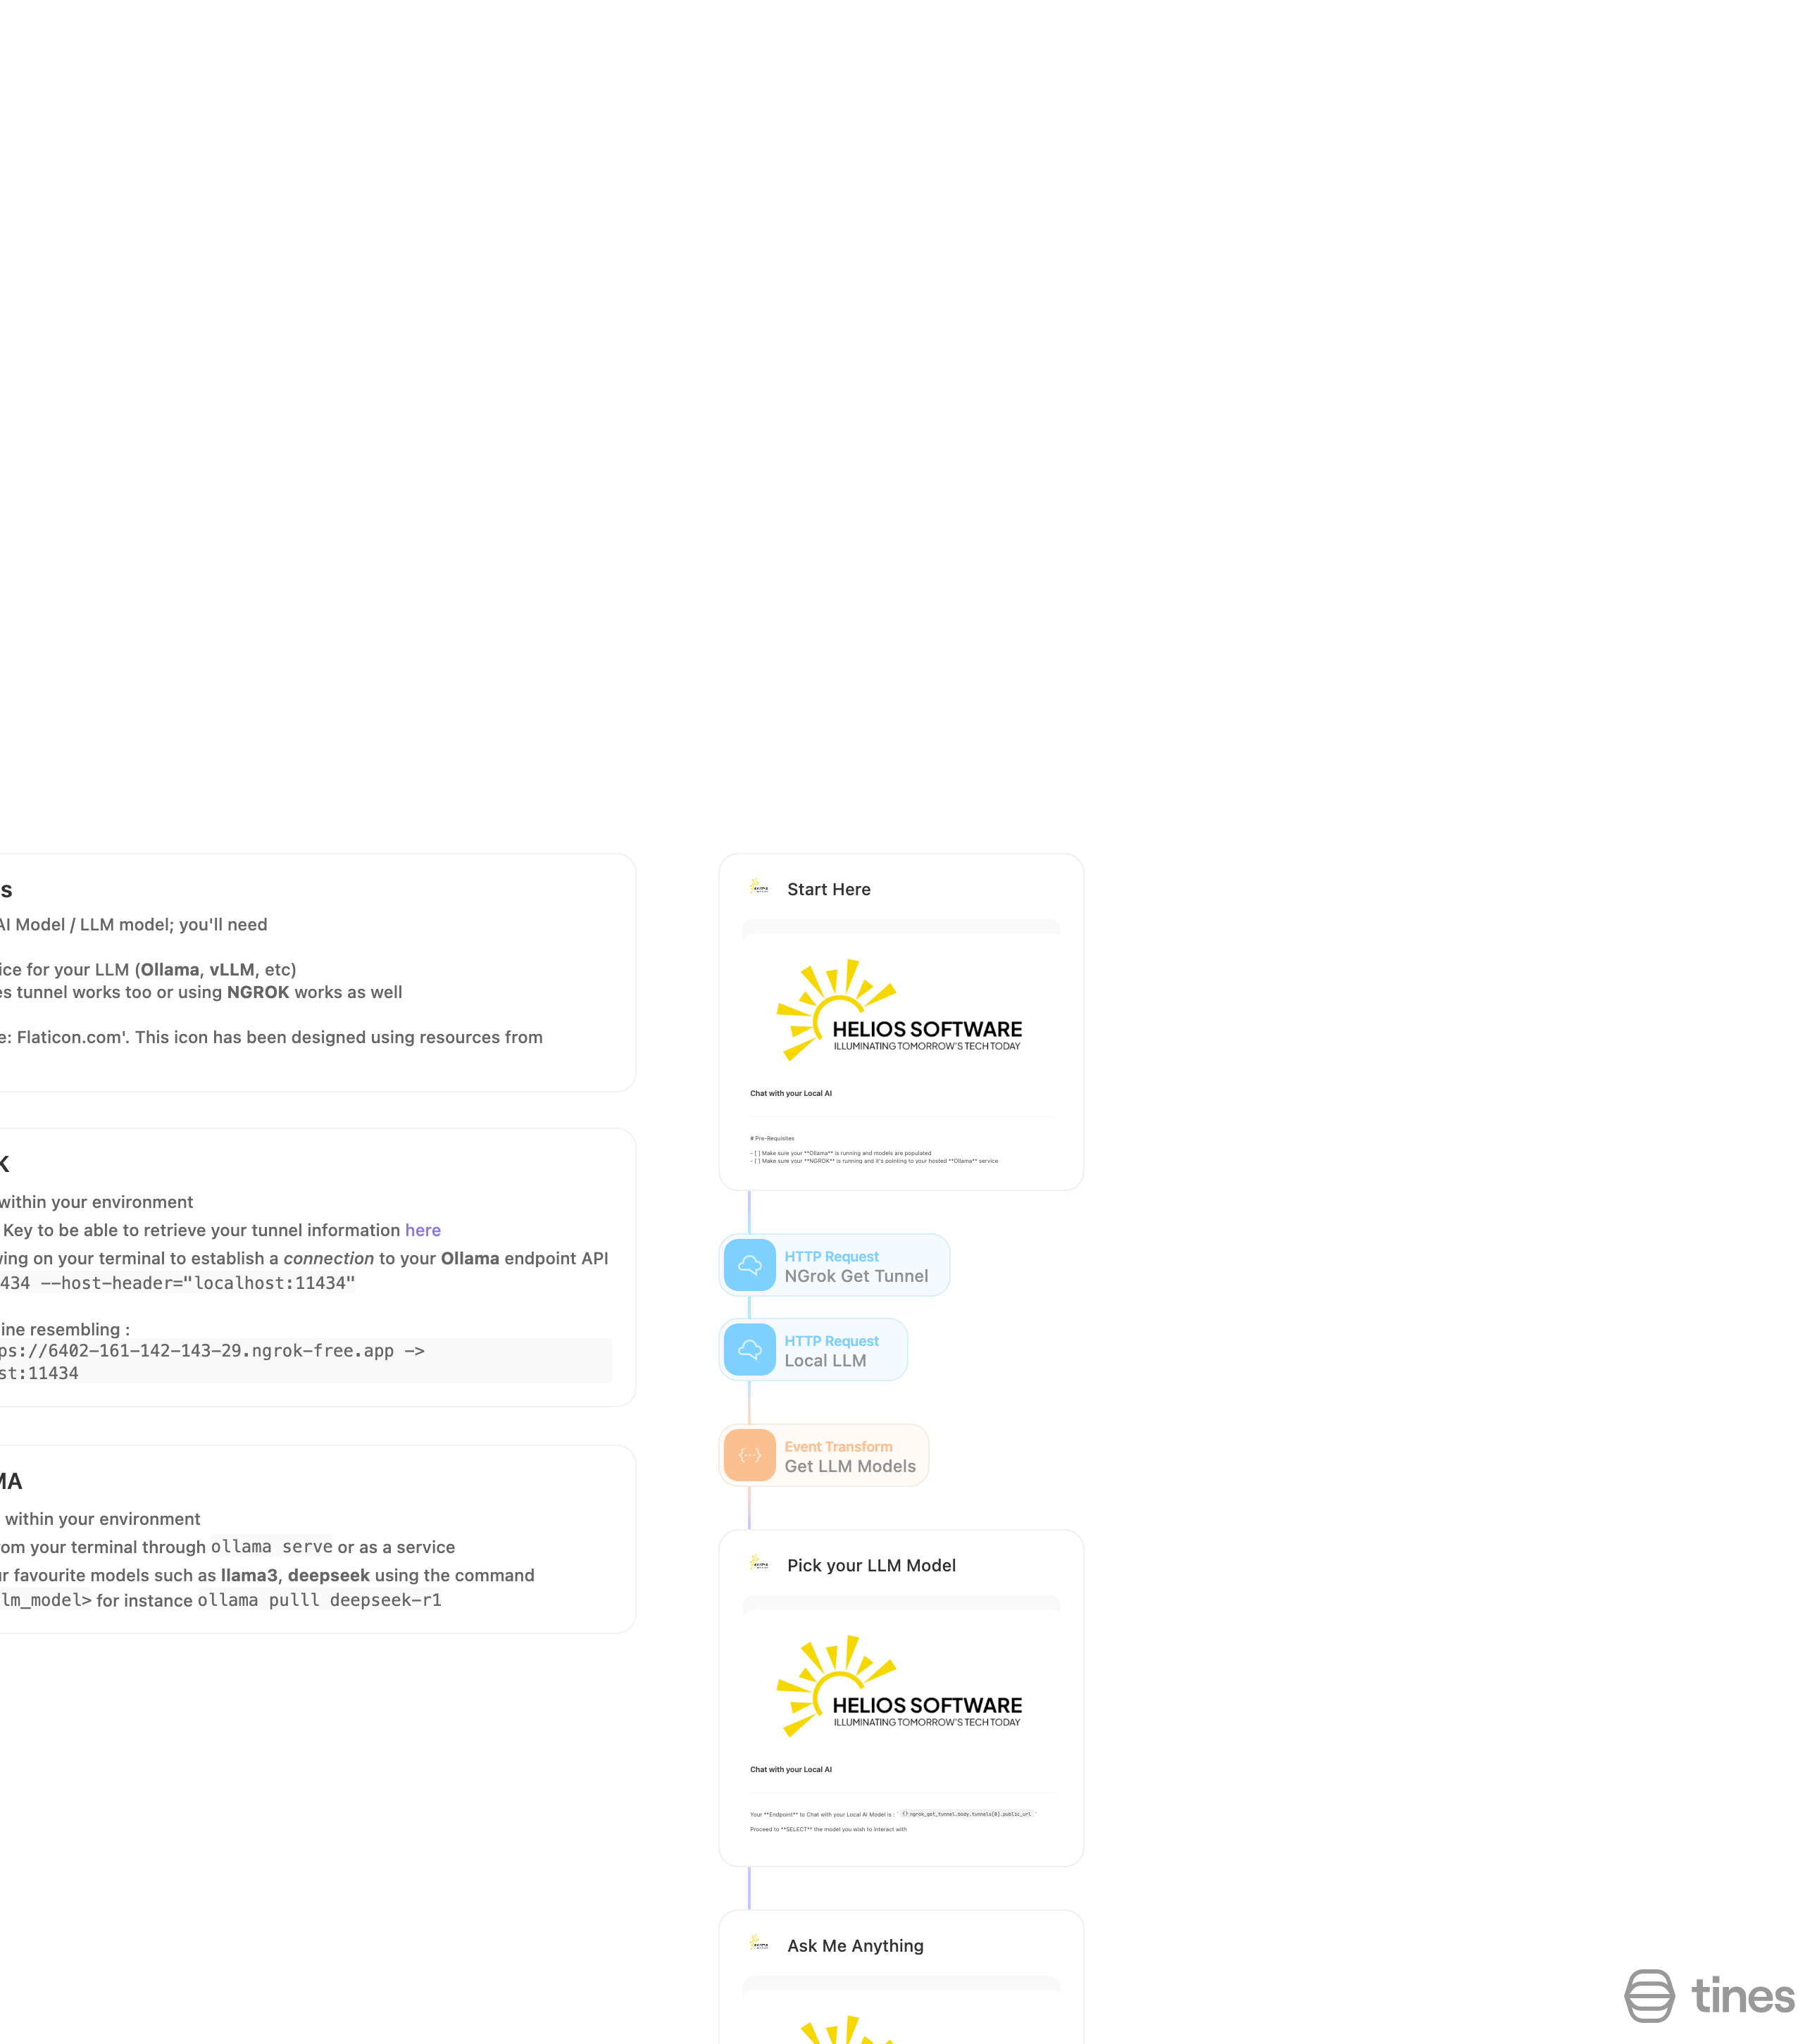 s
AI Model / LLM model; you'll need
ice for your LLM (Ollama, vLLM, etc)
es tunnel works too or using NGROK works as well
e: Flaticon.com'. This icon has been designed using resources from
K
within your environment
Key to be able to retrieve your tunnel information here
ving on your terminal to establish a connection to your Ollama endpoint API
434 --host-header="localhost:11434"
ine resembling :
ps://6402-161-142-143-29.ngrok-free.app ->
st:11434
MA
within your environment
om your terminal through ollama serve or as a service
ur favourite models such as llama3, deepseek using the command
lm_model> for instance ollama pulll deepseek-r1
Start Here
HELIOS SOFTWARE
ILLUMINATING TOMORROW'S TECH TODAY
Chat with your Local AI
# Pre-Requisites
- [ ] Make sure your **Ollama** is running and models are populated
- [ ] Make sure your **NGROK** is running and it's pointing to your hosted **Ollama** service
HTTP Request
NGrok Get Tunnel
HTTP Request
Local LLM
Event Transform
Get LLM Models
Pick your LLM Model
HELIOS SOFTWARE
ILLUMINATING TOMORROW'S TECH TODAY
Chat with your Local AI
Your **Endpoint** to Chat with your Local AI Model is : ` {} ngrok_get_tunnel.body.tunnels[0].public_url `
Proceed to **SELECT** the model you wish to interact with
Ask Me Anything
tines